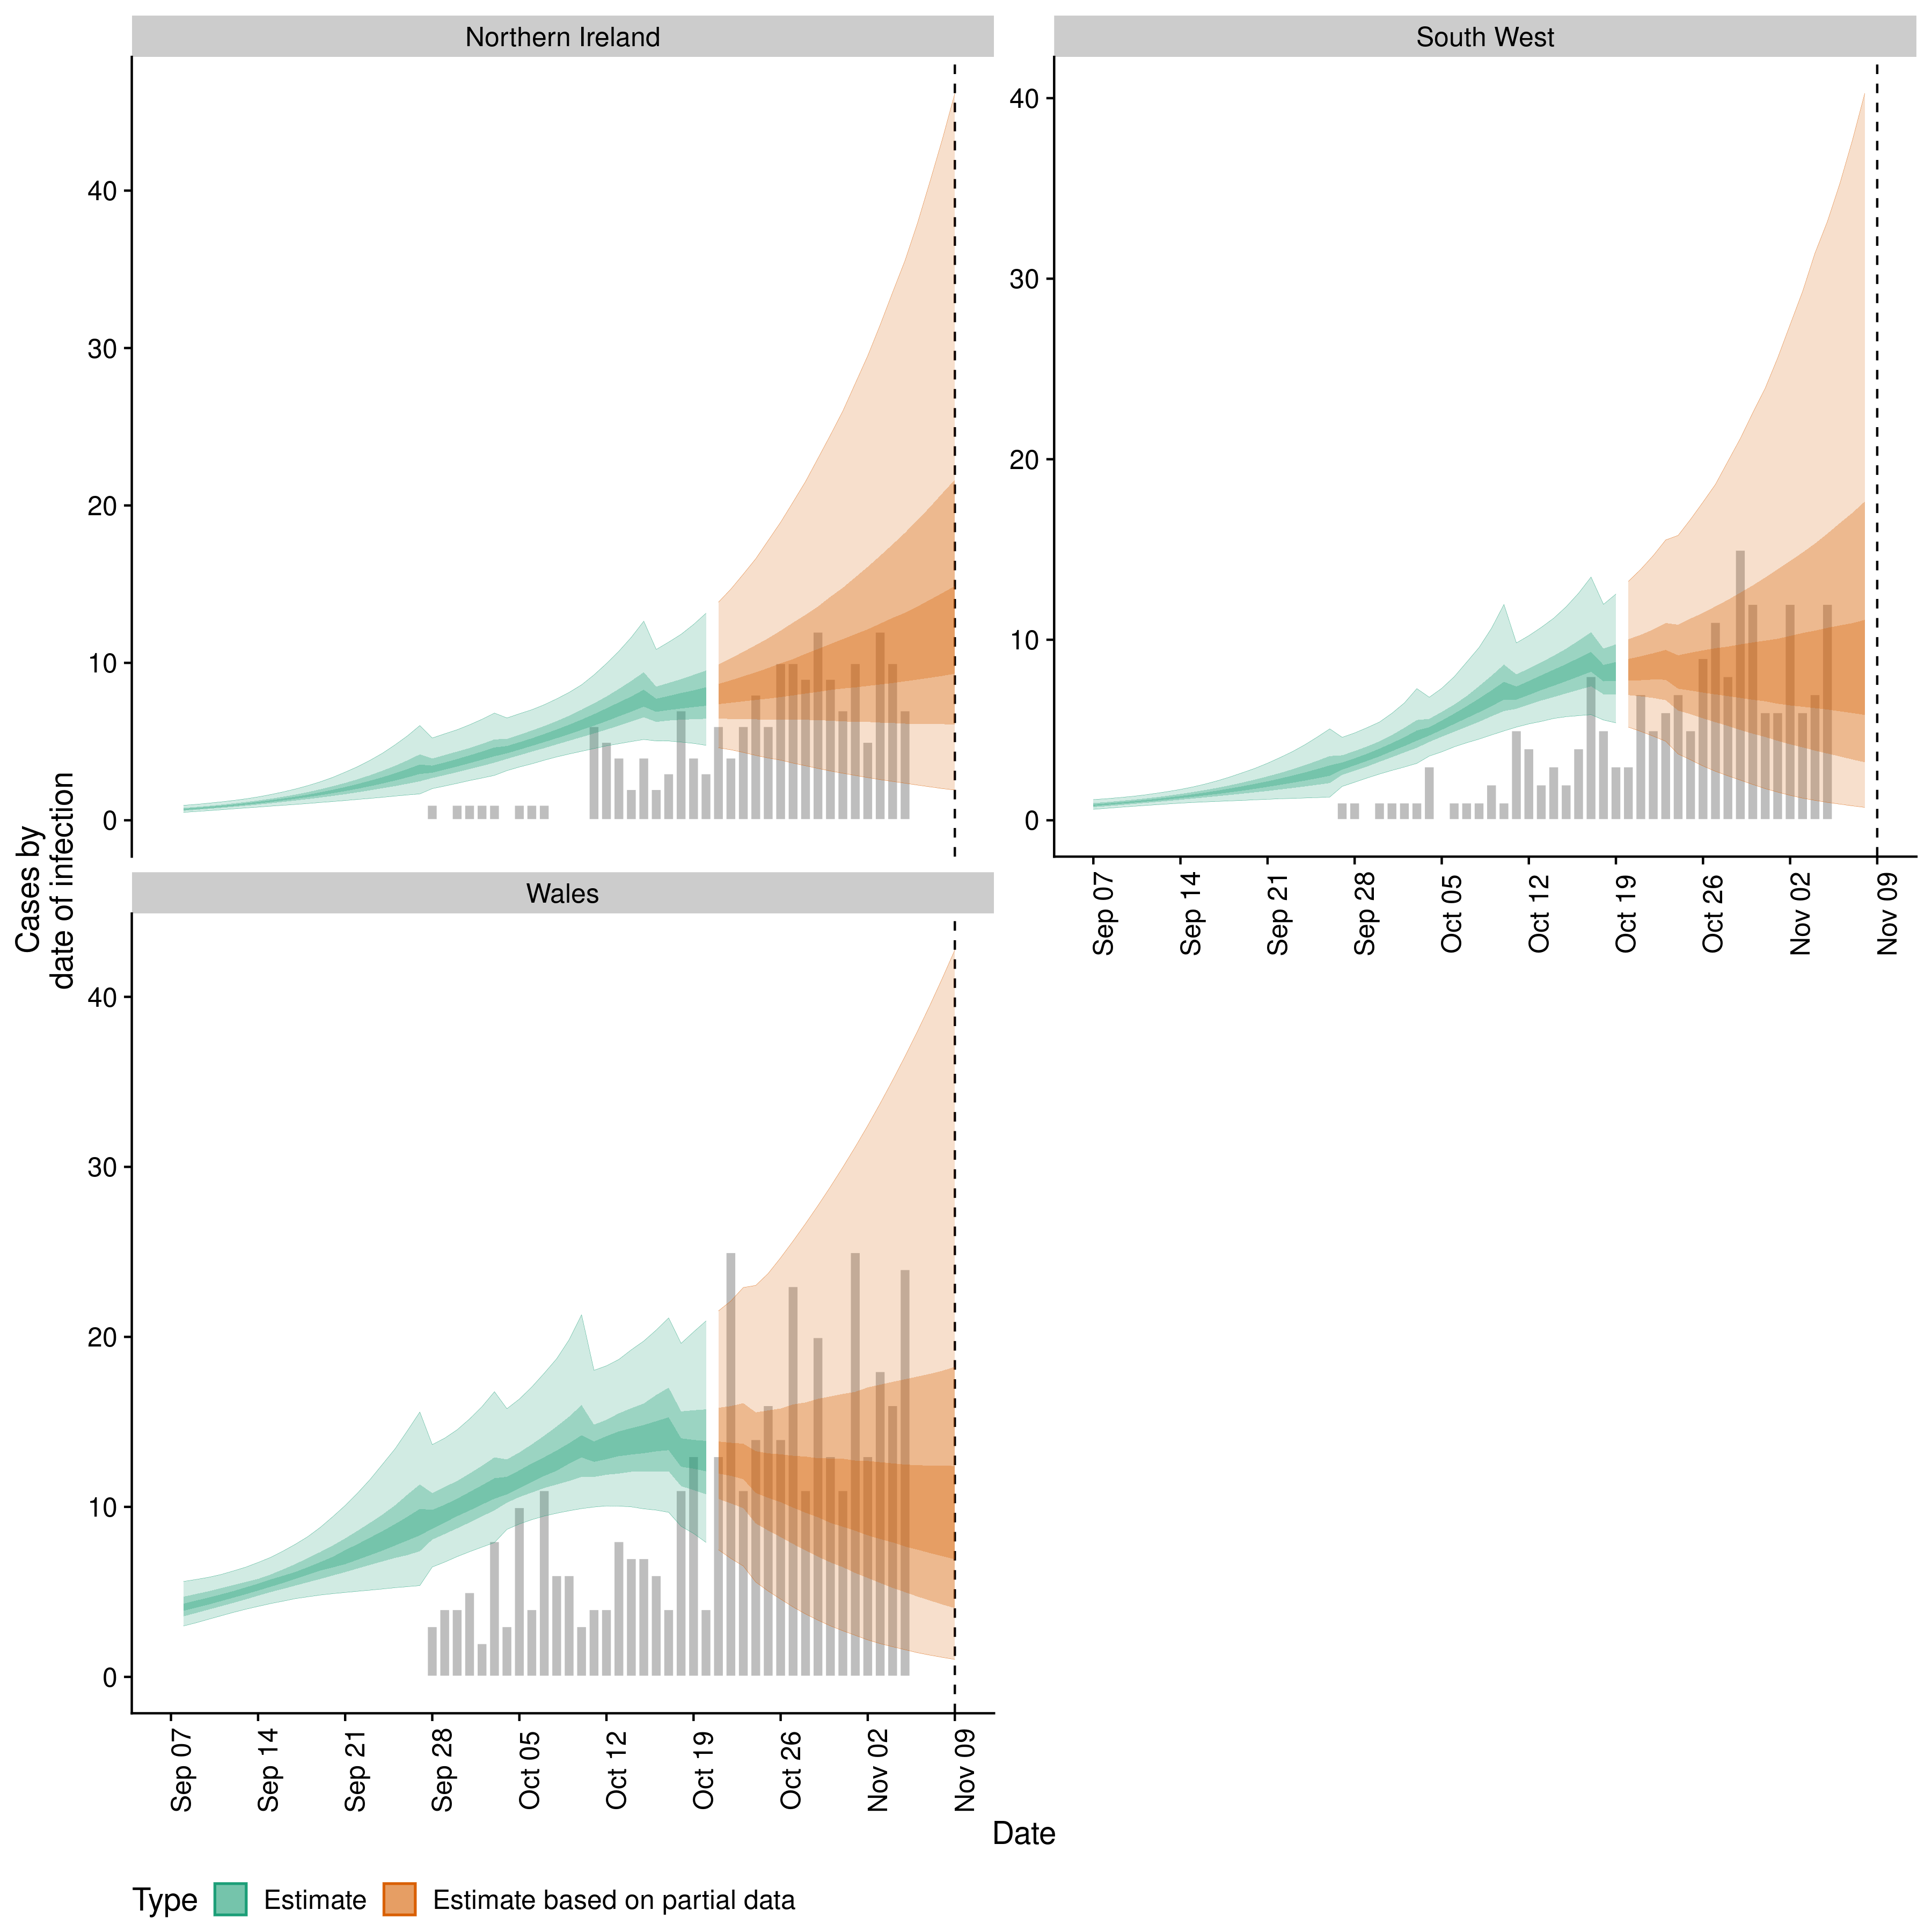 Northern Ireland
South West
40
30
20
10
0
40
30
20
10
0
Sep 07
Sep 14
Sep 21
Sep 28
Oct 05
Oct 12
Oct 19
Oct 26
Nov 02
Nov 09
Cases by
date of infection
Wales
40
30
20
10
0
Sep 07
Sep 14
Sep 21
Sep 28
Oct 05
Oct 12
Oct 19
Oct 26
Nov 02
Nov 09
Date
Type Estimate Estimate based on partial data